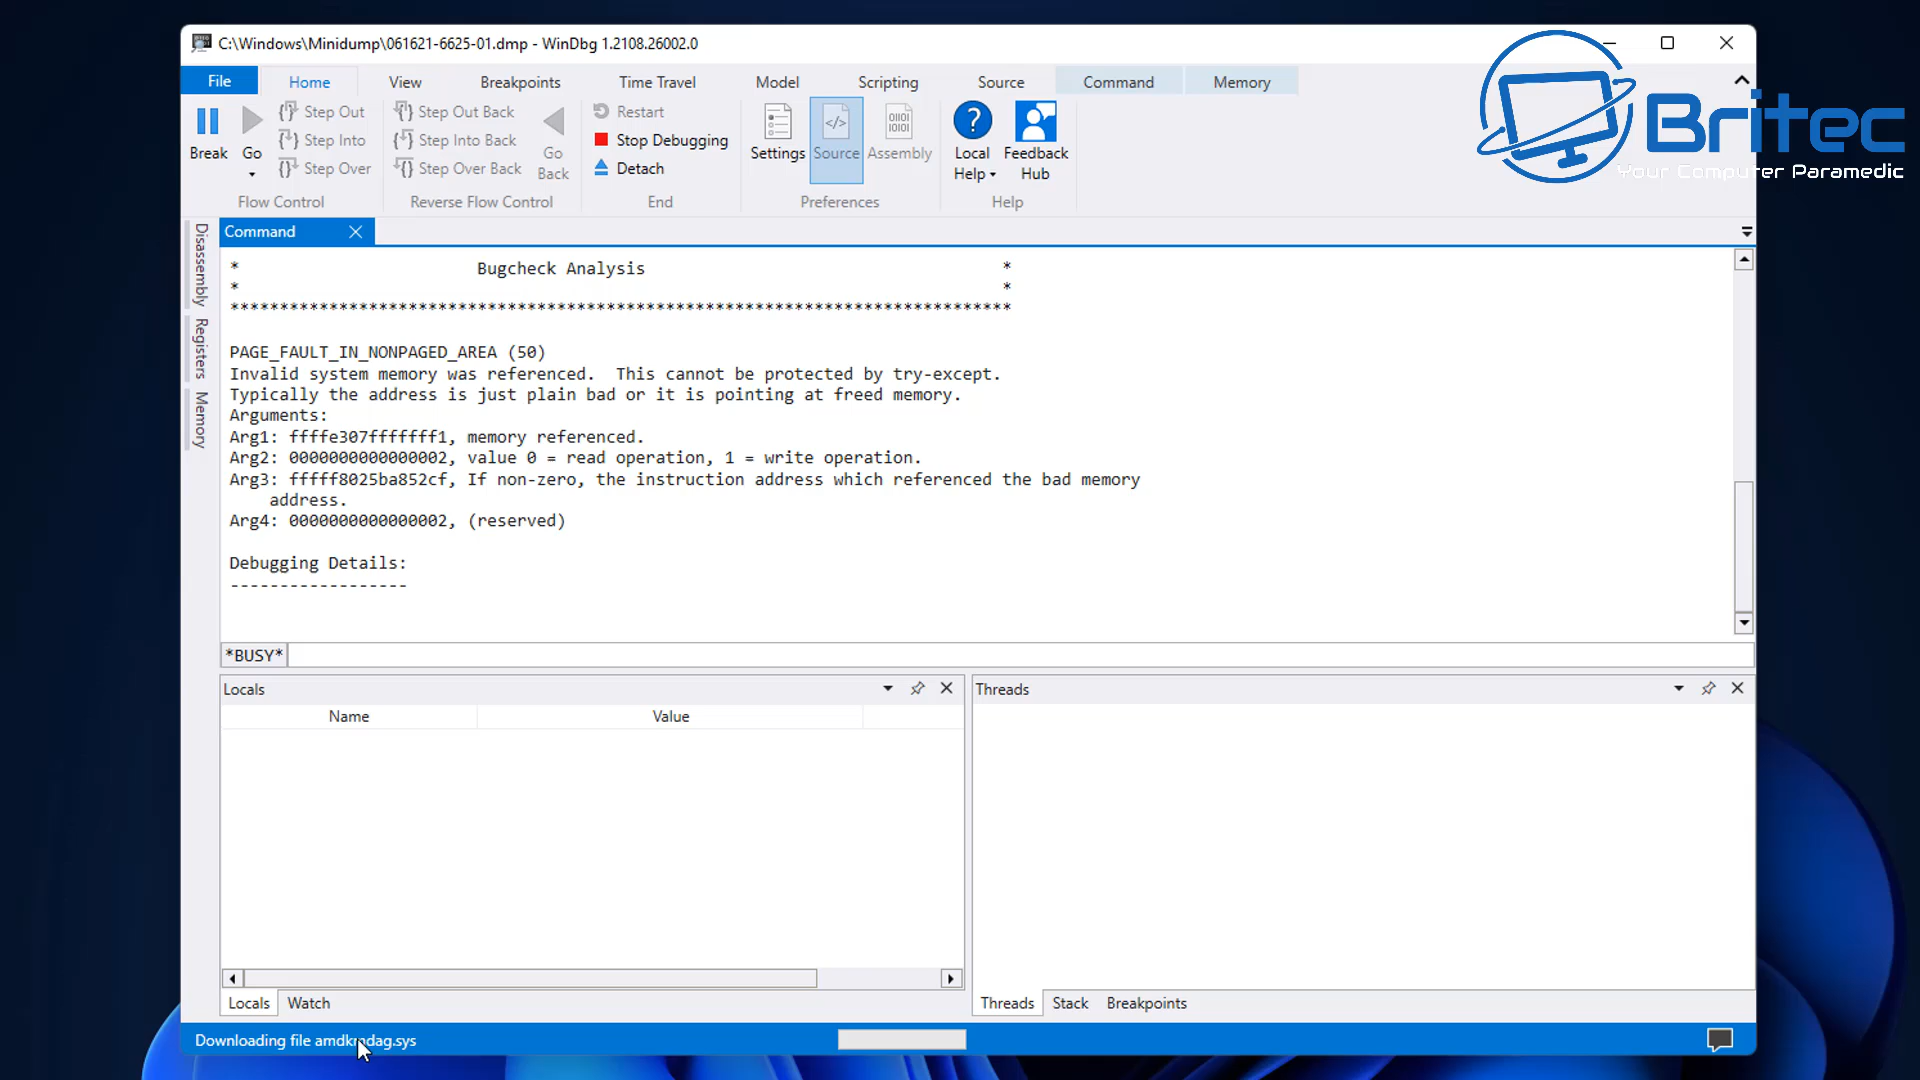 C:\Windows\Minidump\061621-6625-01.dmp - WinDbg 1.2108.26002.0
File Home View Breakpoints Time Travel Model Scripting Source Command Memory
Britec
Your Computer Paramedic
Break
Go
Step Out
Step Into
Step Over
Flow Control
Step Out Back
Step Into Back
Step Over Back
Go
Back
Reverse Flow Control
Restart
Stop Debugging
Detach
End
Settings
Source
Assembly
Preferences
Local
Help
Feedback
Hub
Help
Disassembly
Registers
Memory
Command
* Bugcheck Analysis *
* *
*******************************************************************************
PAGE_FAULT_IN_NONPAGED_AREA (50)
Invalid system memory was referenced.  This cannot be protected by try-except.
Typically the address is just plain bad or it is pointing at freed memory.
Arguments:
Arg1: ffffe307fffffff1, memory referenced.
Arg2: 0000000000000002, value 0 = read operation, 1 = write operation.
Arg3: fffff8025ba852cf, If non-zero, the instruction address which referenced the bad memory
address.
Arg4: 0000000000000002, (reserved)
Debugging Details:
------------------
*BUSY*
Locals
Name Value
Locals Watch
Threads
Threads Stack Breakpoints
Downloading file amdkmdag.sys